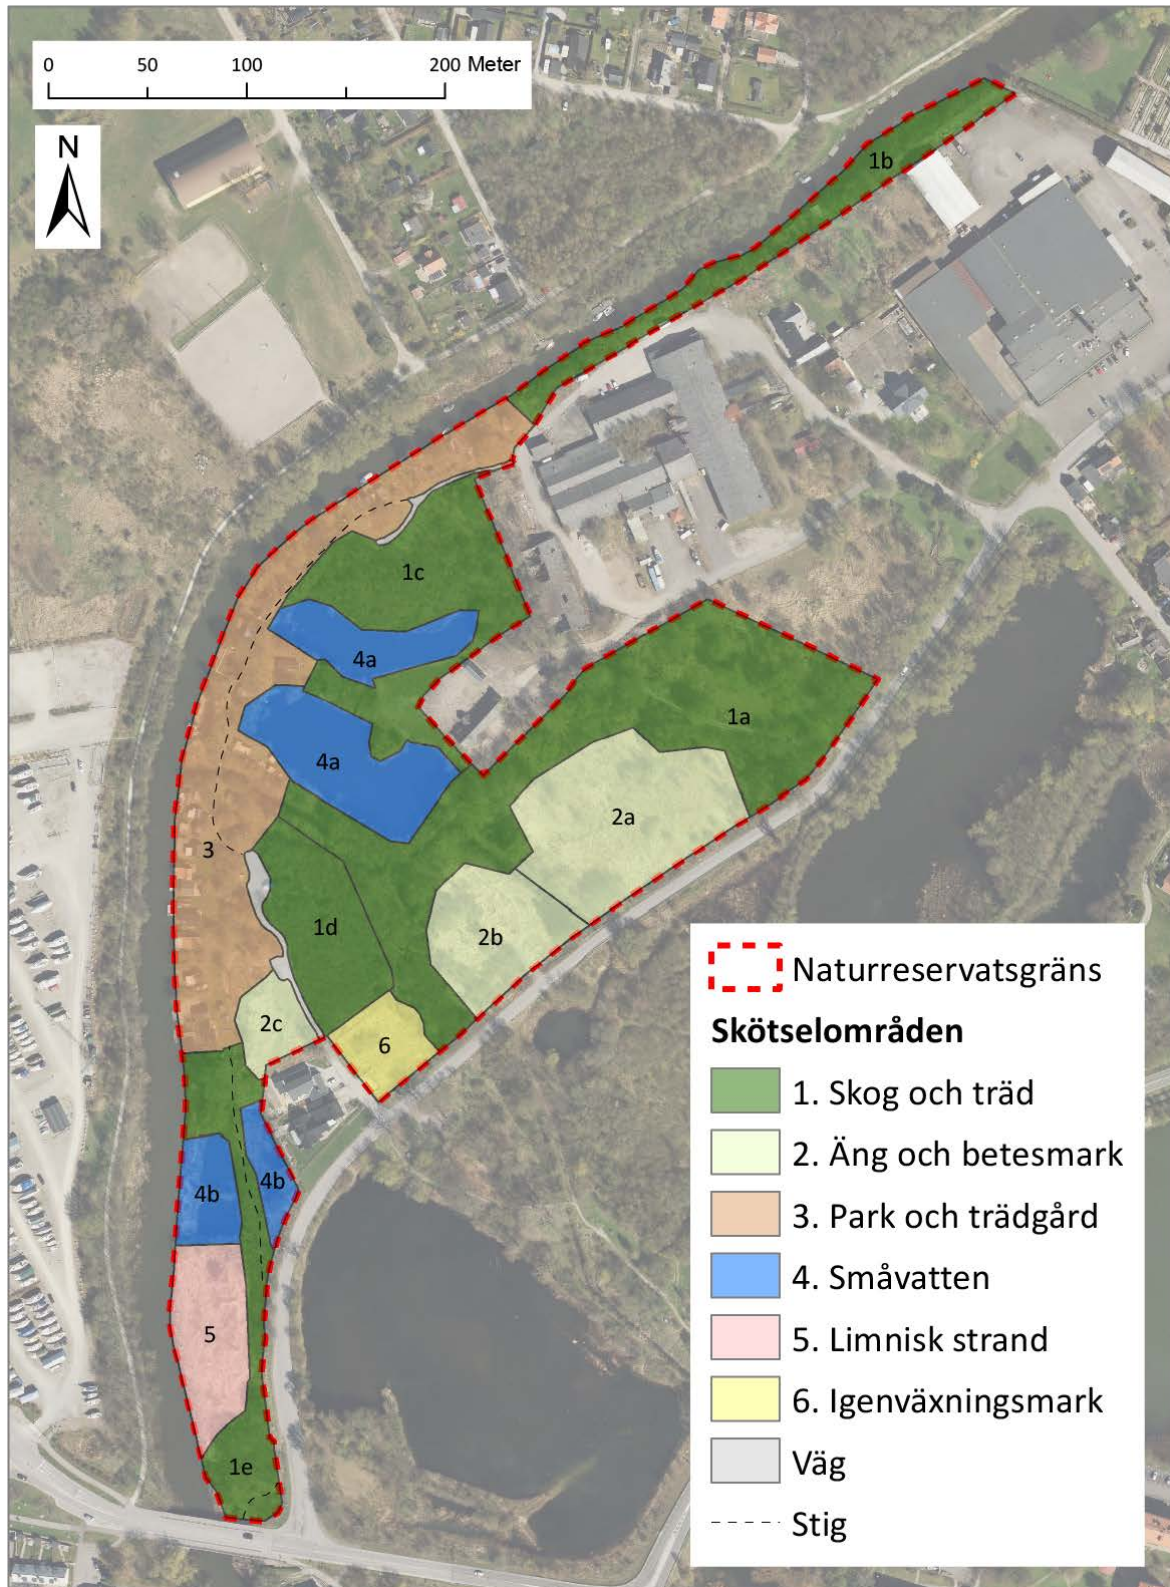 0 50 100 200 Meter
N
1b
1c
4a
1a
4a
2a
3
1d
2b
2c
6
4b
4b
5
1e
Naturreservatsgräns
Skötselområden
1. Skog och träd
2. Äng och betesmark
3. Park och trädgård
4. Småvatten
5. Limnisk strand
6. Igenväxningsmark
Väg
Stig